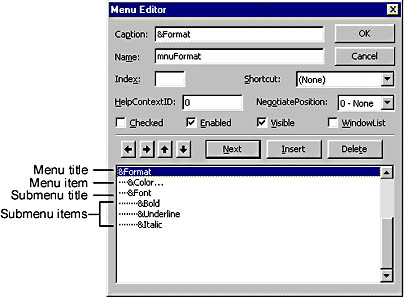 Menu Editor
Caption: &Format OK
Name: mnuFormat Cancel
Index: Shortcut: (None)
HelpContextID: 0 NegotiatePosition: 0 - None
Checked Enabled Visible WindowList
Next Insert Delete
Menu title &Format
Menu item ····&Color...
Submenu title ····&Font
Submenu items ········&Bold
········&Underline
········&Italic